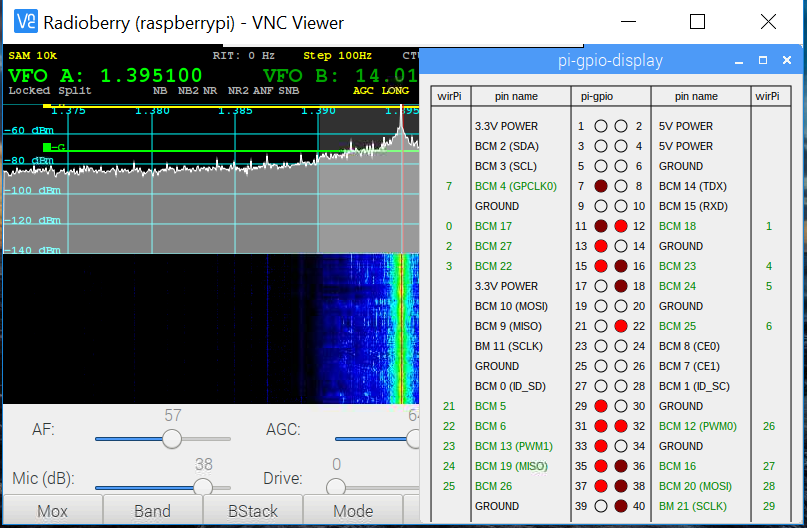 Radioberry (raspberrypi) - VNC Viewer
SAM 10k RIT: 0 Hz Step 100Hz CTU
VFO A: 1.395100 VFO B: 14.01
Locked Split NB NB2 NR NR2 ANF SNB AGC LONG
1.375 1.380 1.385 1.390 1.395
-60 dBm
-G
-80 dBm
-100 dBm
-120 dBm
-140 dBm
AF: 57 AGC:
Mic (dB): 38 Drive: 0
Mox Band BStack Mode
pi-gpio-display
wirPi pin name pi-gpio pin name wirPi
3.3V POWER 1 2 5V POWER
BCM 2 (SDA) 3 4 5V POWER
BCM 3 (SCL) 5 6 GROUND
7 BCM 4 (GPCLK0) 7 8 BCM 14 (TDX)
GROUND 9 10 BCM 15 (RXD)
0 BCM 17 11 12 BCM 18 1
2 BCM 27 13 14 GROUND
3 BCM 22 15 16 BCM 23 4
3.3V POWER 17 18 BCM 24 5
BCM 10 (MOSI) 19 20 GROUND
BCM 9 (MISO) 21 22 BCM 25 6
BM 11 (SCLK) 23 24 BCM 8 (CE0)
GROUND 25 26 BCM 7 (CE1)
BCM 0 (ID_SD) 27 28 BCM 1 (ID_SC)
21 BCM 5 29 30 GROUND
22 BCM 6 31 32 BCM 12 (PWM0) 26
23 BCM 13 (PWM1) 33 34 GROUND
24 BCM 19 (MISO) 35 36 BCM 16 27
25 BCM 26 37 38 BCM 20 (MOSI) 28
GROUND 39 40 BM 21 (SCLK) 29